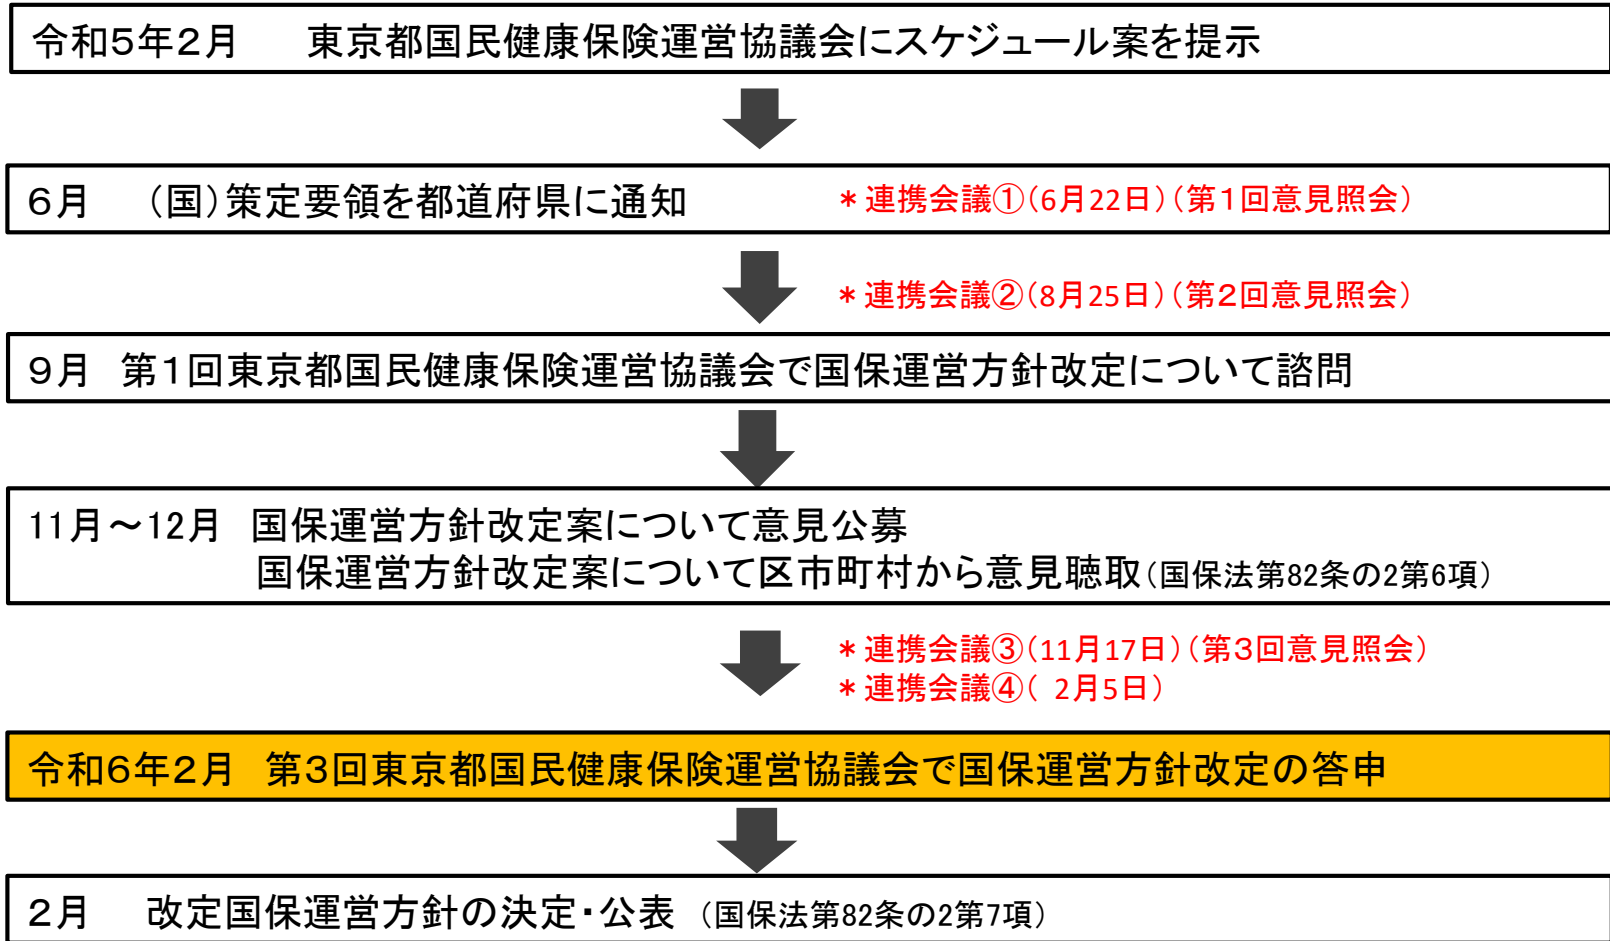 令和5年2月　東京都国民健康保険運営協議会にスケジュール案を提示
6月　（国）策定要領を都道府県に通知　＊連携会議①（6月22日）（第1回意見照会）
＊連携会議②（8月25日）（第2回意見照会）
9月　第1回東京都国民健康保険運営協議会で国保運営方針改定について諮問
11月～12月　国保運営方針改定案について意見公募
国保運営方針改定案について区市町村から意見聴取（国保法第82条の2第6項）
＊連携会議③（11月17日）（第3回意見照会）
＊連携会議④（ 2月5日）
令和6年2月　第3回東京都国民健康保険運営協議会で国保運営方針改定の答申
2月　改定国保運営方針の決定・公表　（国保法第82条の2第7項）